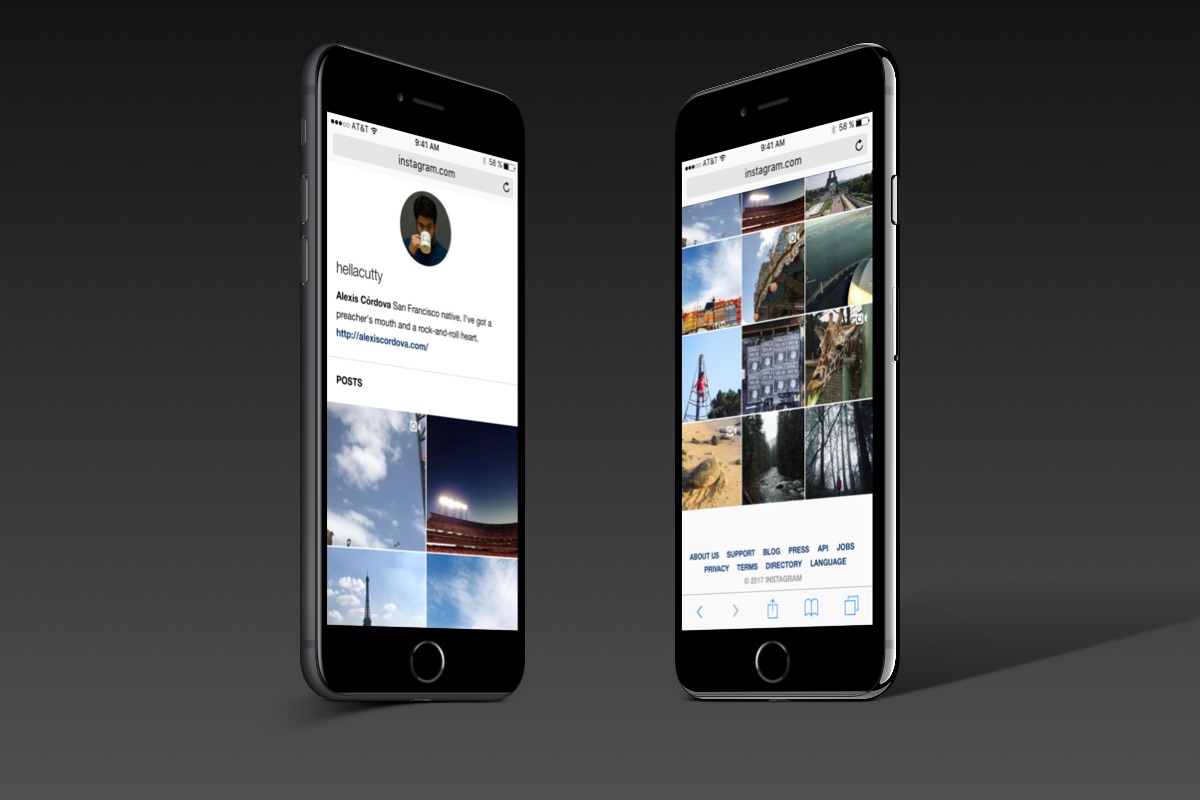 ●●●○○ AT&T
9:41 AM
58 %
instagram.com
hellacutty
Alexis Córdova San Francisco native. I've got a
preacher's mouth and a rock-and-roll heart.
http://alexiscordova.com/
POSTS
●●●○○ AT&T
9:41 AM
58 %
instagram.com
ABOUT US SUPPORT BLOG PRESS API JOBS
PRIVACY TERMS DIRECTORY LANGUAGE
© 2017 INSTAGRAM